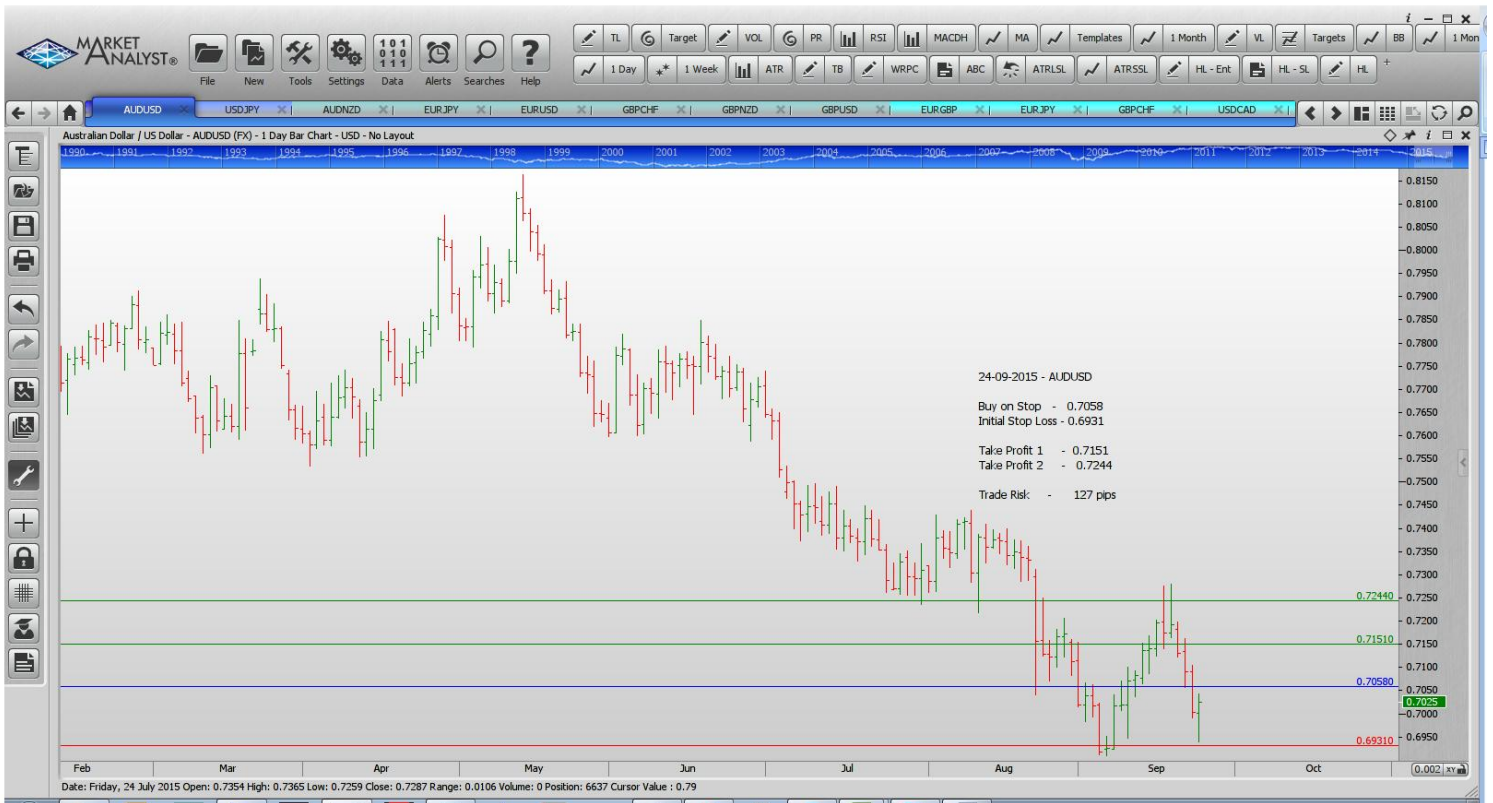 i
MARKET ANALYST®
File New Tools Settings Data Alerts Searches Help
TL Target VOL PR RSI MACDH MA Templates 1 Month VL Targets BB 1 Mon
1 Day 1 Week ATR TB WRPC ABC ATRLSL ATRSSL HL - Ent HL - SL HL +
AUDUSD USDJPY AUDNZD EURJPY EURUSD GBPCHF GBPNZD GBPUSD EURGBP EURJPY GBPCHF USDCAD
Australian Dollar / US Dollar - AUDUSD (FX) - 1 Day Bar Chart - USD - No Layout
1990 1991 1992 1993 1994 1995 1996 1997 1998 1999 2000 2001 2002 2003 2004 2005 2006 2007 2008 2009 2010 2011 2012 2013 2014 2015
0.8150
0.8100
0.8050
0.8000
0.7950
0.7900
0.7850
0.7800
0.7750
0.7700
0.7650
0.7600
0.7550
0.7500
0.7450
0.7400
0.7350
0.7300
0.7250
0.7200
0.7150
0.7100
0.7050
0.7025
0.7000
0.6950
24-09-2015 - AUDUSD
Buy on Stop - 0.7058
Initial Stop Loss - 0.6931
Take Profit 1 - 0.7151
Take Profit 2 - 0.7244
Trade Risk - 127 pips
0.72440
0.71510
0.70580
0.69310
Feb Mar Apr May Jun Jul Aug Sep Oct
0.002 XY
Date: Friday, 24 July 2015 Open: 0.7354 High: 0.7365 Low: 0.7259 Close: 0.7287 Range: 0.0106 Volume: 0 Position: 6637 Cursor Value : 0.79